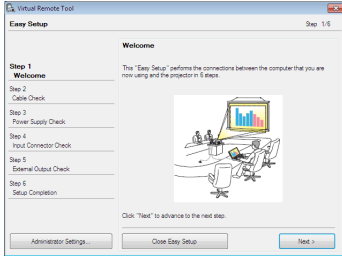 Virtual Remote Tool
Easy Setup
Step 1/6
Step 1
Welcome
Step 2
Cable Check
Step 3
Power Supply Check
Step 4
Input Connector Check
Step 5
External Output Check
Step 6
Setup Completion
Welcome
This "Easy Setup" performs the connections between the computer that you are
now using and the projector in 6 steps.
Click "Next" to advance to the next step.
Administrator Settings...
Close Easy Setup
Next >